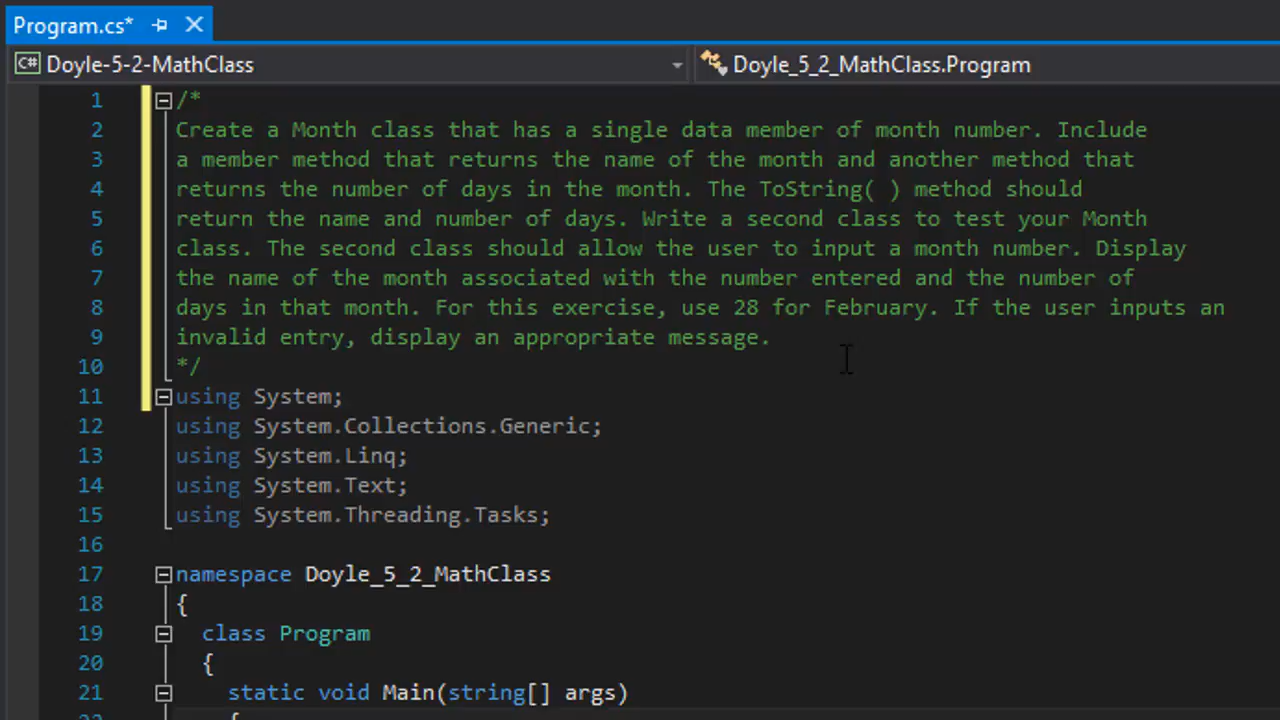 Program.cs*
C# Doyle-5-2-MathClass Doyle_5_2_MathClass.Program
1 /*
2 Create a Month class that has a single data member of month number. Include
3 a member method that returns the name of the month and another method that
4 returns the number of days in the month. The ToString( ) method should
5 return the name and number of days. Write a second class to test your Month
6 class. The second class should allow the user to input a month number. Display
7 the name of the month associated with the number entered and the number of
8 days in that month. For this exercise, use 28 for February. If the user inputs an
9 invalid entry, display an appropriate message.
10 */
11 using System;
12 using System.Collections.Generic;
13 using System.Linq;
14 using System.Text;
15 using System.Threading.Tasks;
16
17 namespace Doyle_5_2_MathClass
18 {
19 class Program
20 {
21 static void Main(string[] args)
22 {